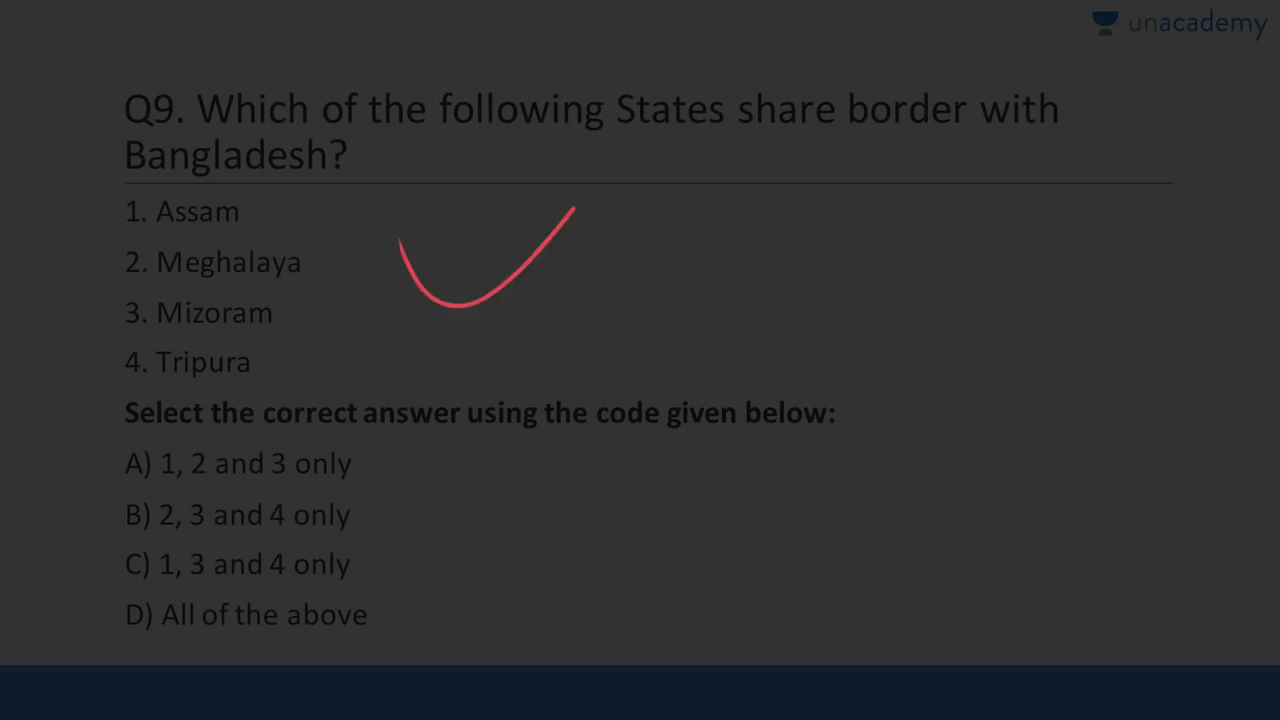 unacademy
Q9. Which of the following States share border with
Bangladesh?
1. Assam
2. Meghalaya
3. Mizoram
4. Tripura
Select the correct answer using the code given below:
A) 1, 2 and 3 only
B) 2, 3 and 4 only
C) 1, 3 and 4 only
D) All of the above